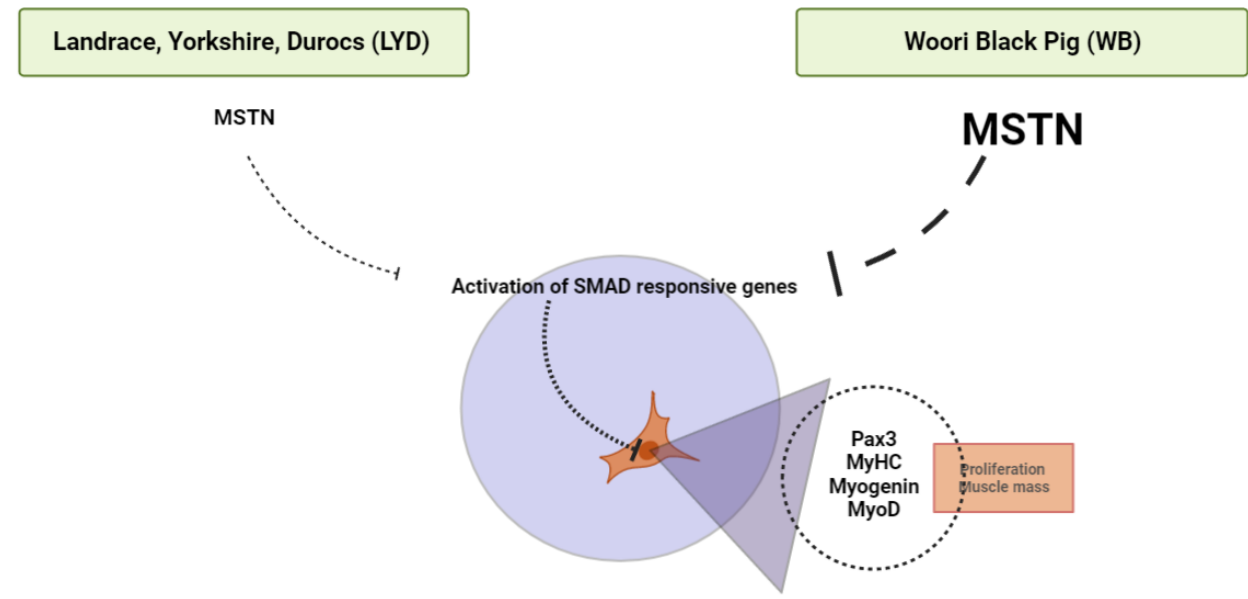 Landrace, Yorkshire, Durocs (LYD)
Woori Black Pig (WB)
MSTN
MSTN
Activation of SMAD responsive genes
Pax3
MyHC
Myogenin
MyoD
Proliferation
Muscle mass